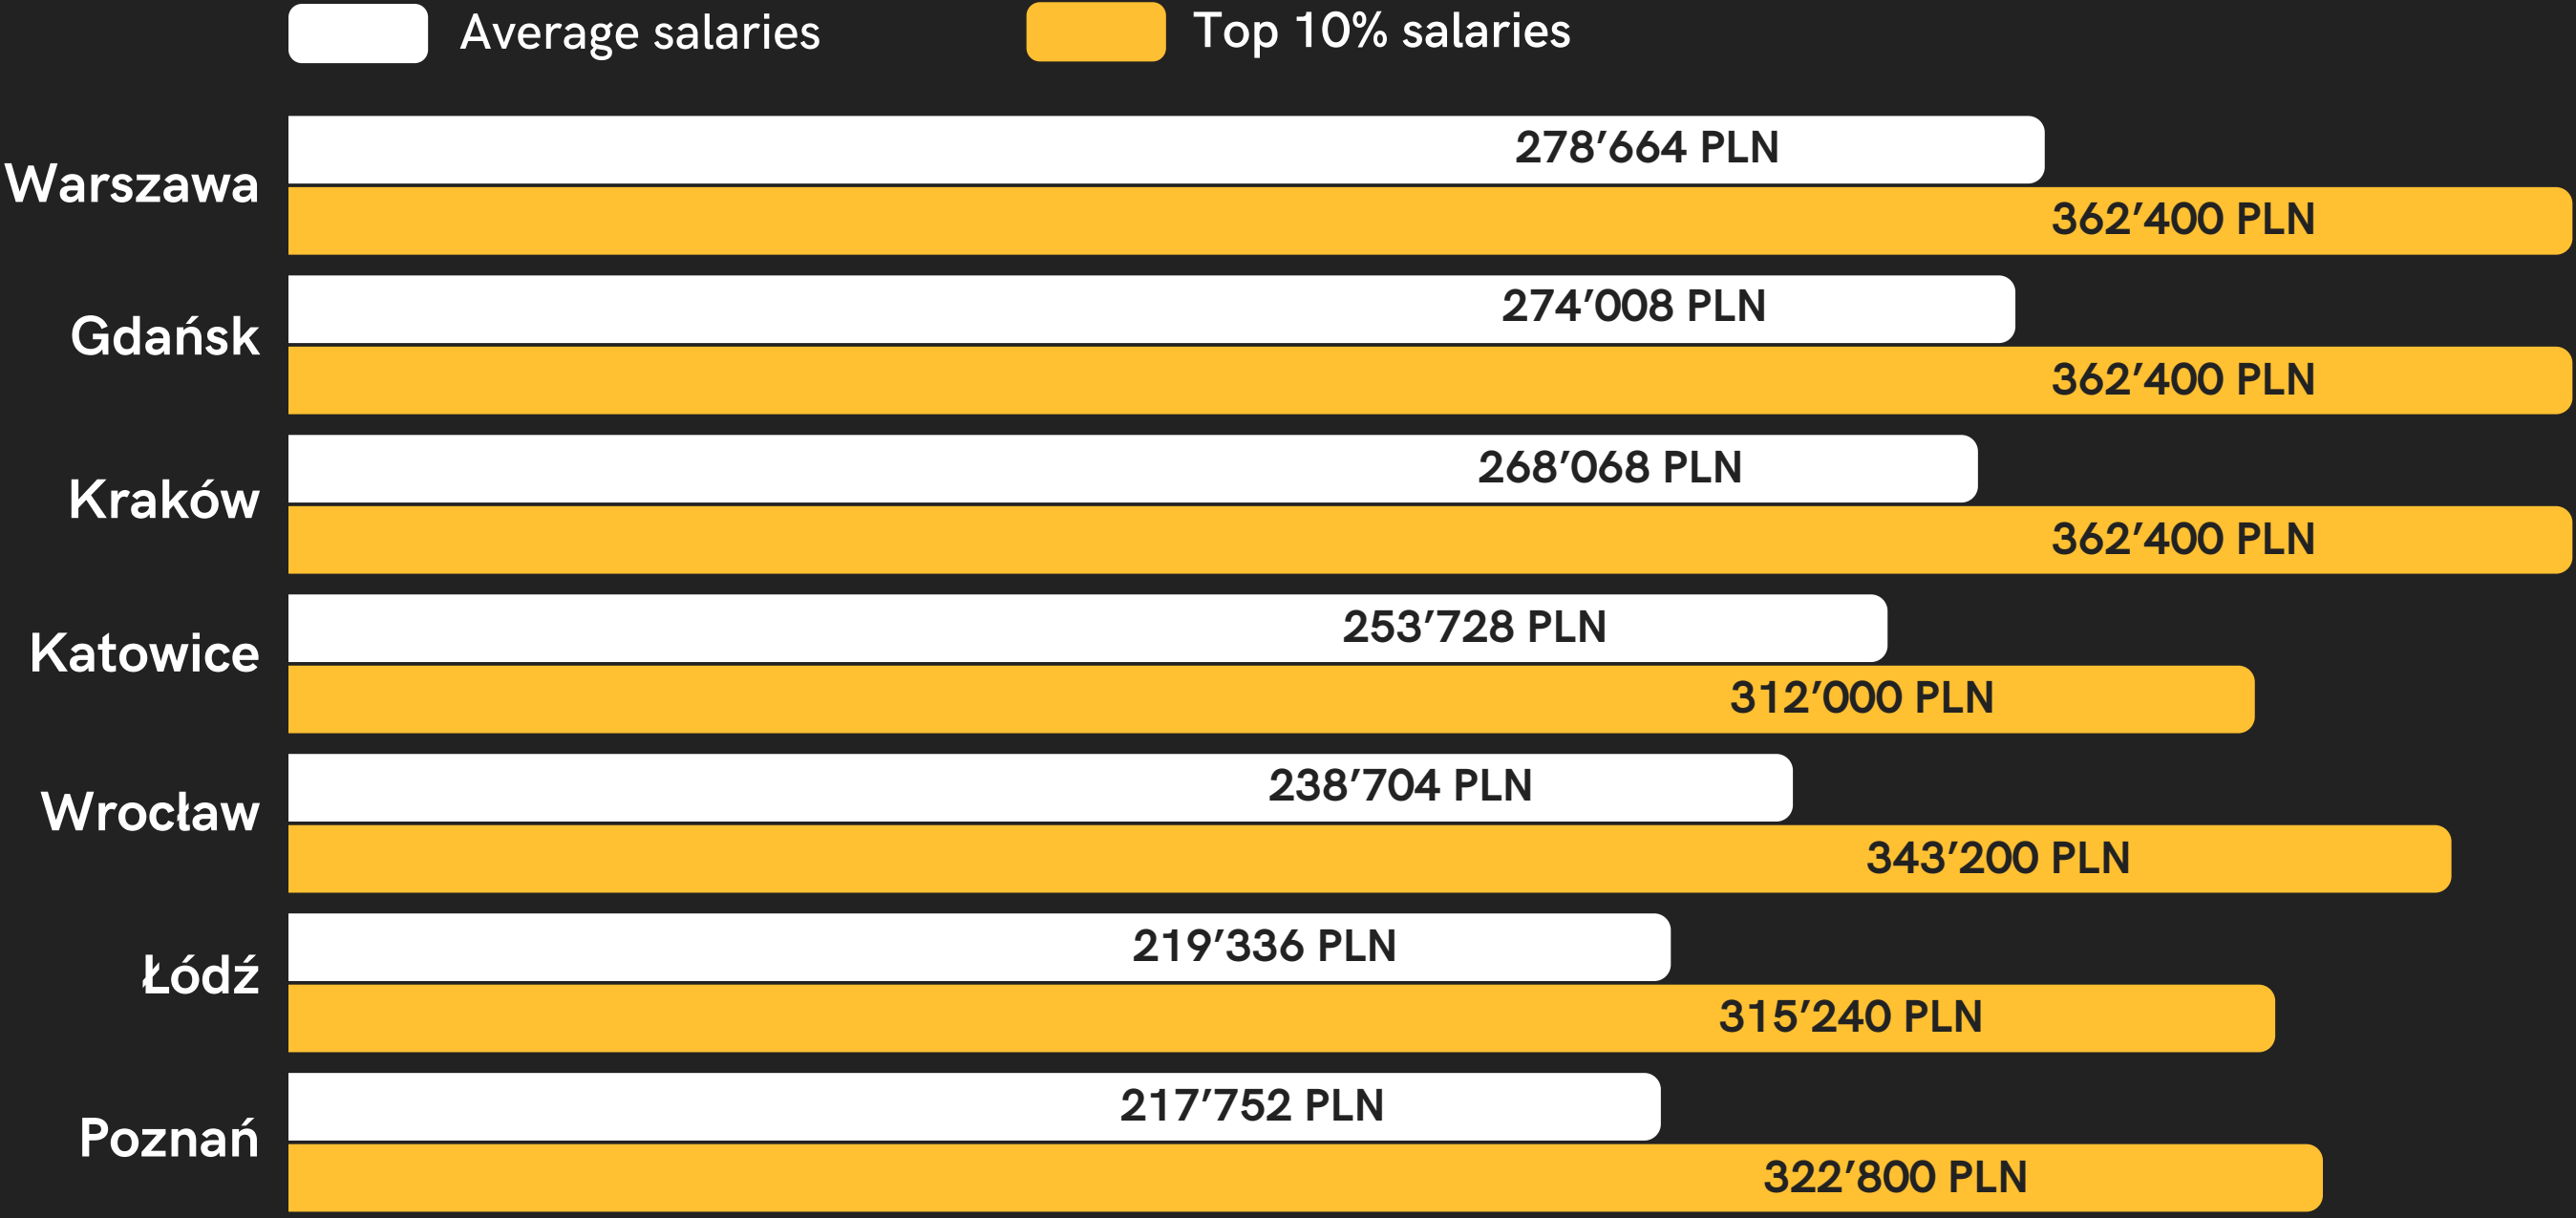 Average salaries
Top 10% salaries
Warszawa
278’664 PLN
362’400 PLN
Gdańsk
274’008 PLN
362’400 PLN
Kraków
268’068 PLN
362’400 PLN
Katowice
253’728 PLN
312’000 PLN
Wrocław
238’704 PLN
343’200 PLN
Łódź
219’336 PLN
315’240 PLN
Poznań
217’752 PLN
322’800 PLN